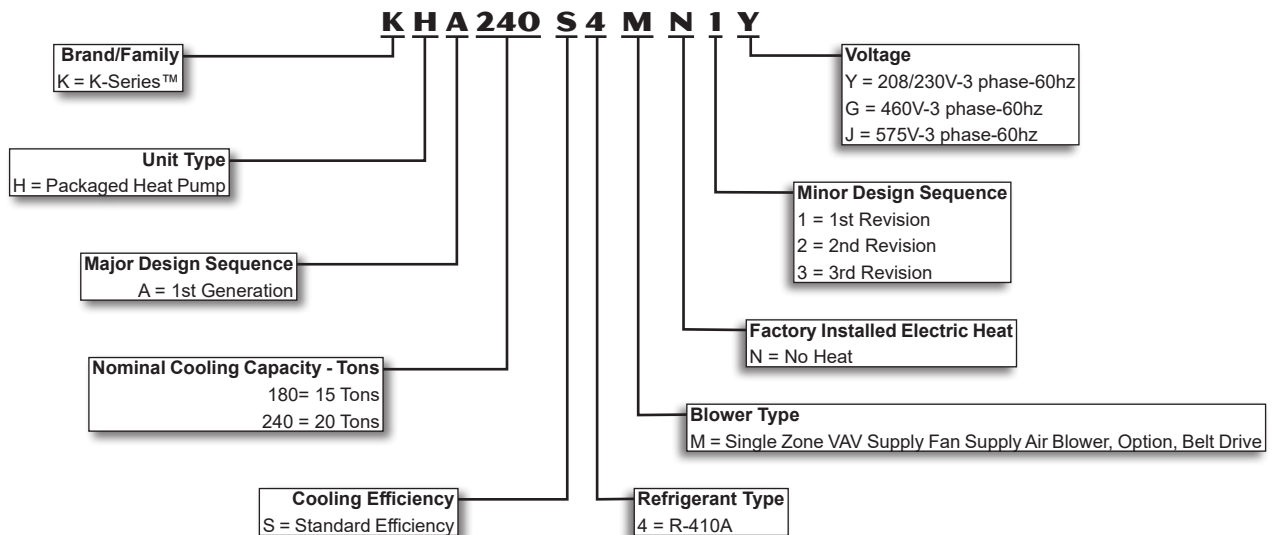 K H A 240 S 4 M N 1 Y
Brand/Family
K = K-Series™
Voltage
Y = 208/230V-3 phase-60hz
G = 460V-3 phase-60hz
J = 575V-3 phase-60hz
Unit Type
H = Packaged Heat Pump
Minor Design Sequence
1 = 1st Revision
2 = 2nd Revision
3 = 3rd Revision
Major Design Sequence
A = 1st Generation
Factory Installed Electric Heat
N = No Heat
Nominal Cooling Capacity - Tons
180= 15 Tons
240 = 20 Tons
Blower Type
M = Single Zone VAV Supply Fan Supply Air Blower, Option, Belt Drive
Cooling Efficiency
S = Standard Efficiency
Refrigerant Type
4 = R-410A